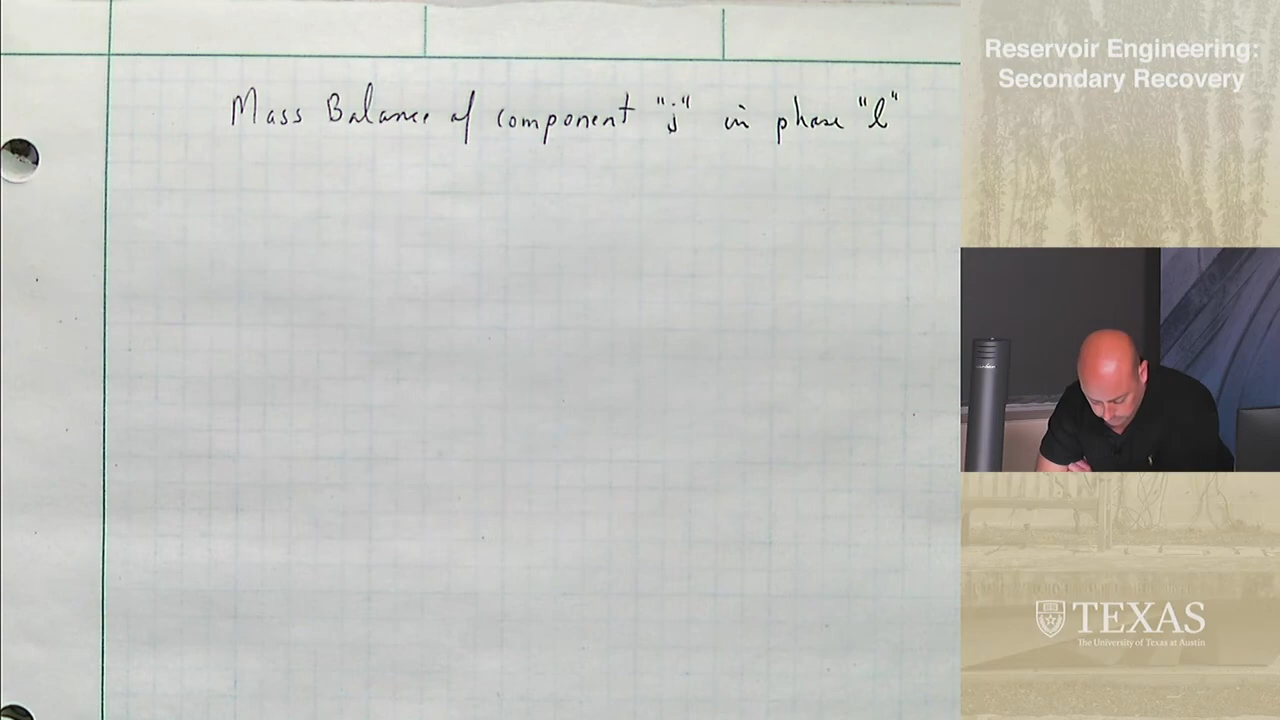 Mass Balance of component "j" in phase "l"
Reservoir Engineering:
Secondary Recovery
TEXAS
The University of Texas at Austin